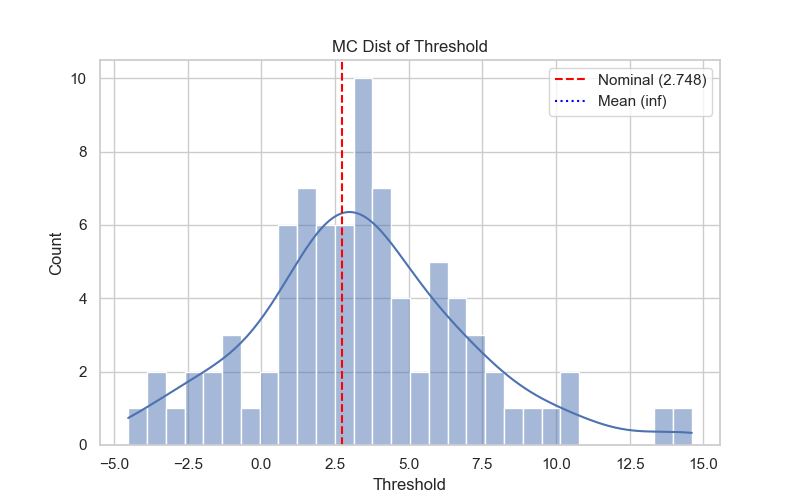 MC Dist of Threshold
Nominal (2.748)
Mean (inf)
Count
10
8
6
4
2
0
−5.0 −2.5 0.0 2.5 5.0 7.5 10.0 12.5 15.0
Threshold